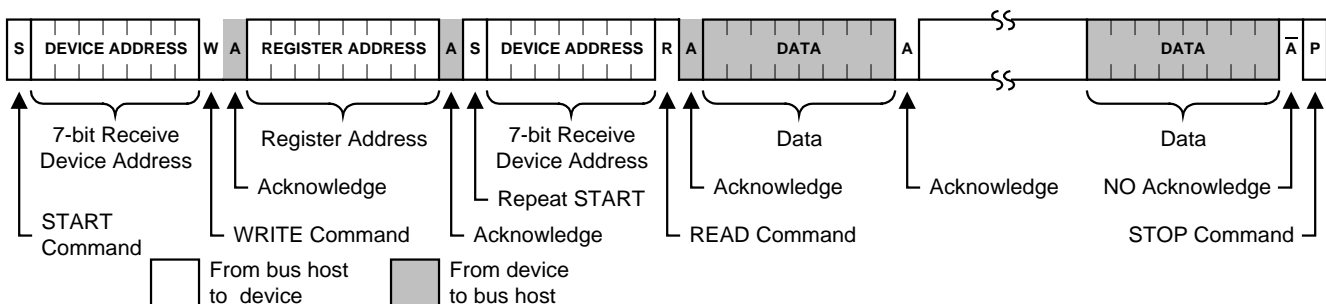 S DEVICE ADDRESS W A REGISTER ADDRESS A S DEVICE ADDRESS R A DATA A DATA A̅ P
7-bit Receive
Device Address
Register Address
7-bit Receive
Device Address
Data
Data
Acknowledge
Repeat START
Acknowledge
Acknowledge
NO Acknowledge
START
Command
WRITE Command
Acknowledge
READ Command
STOP Command
From bus host
to device
From device
to bus host